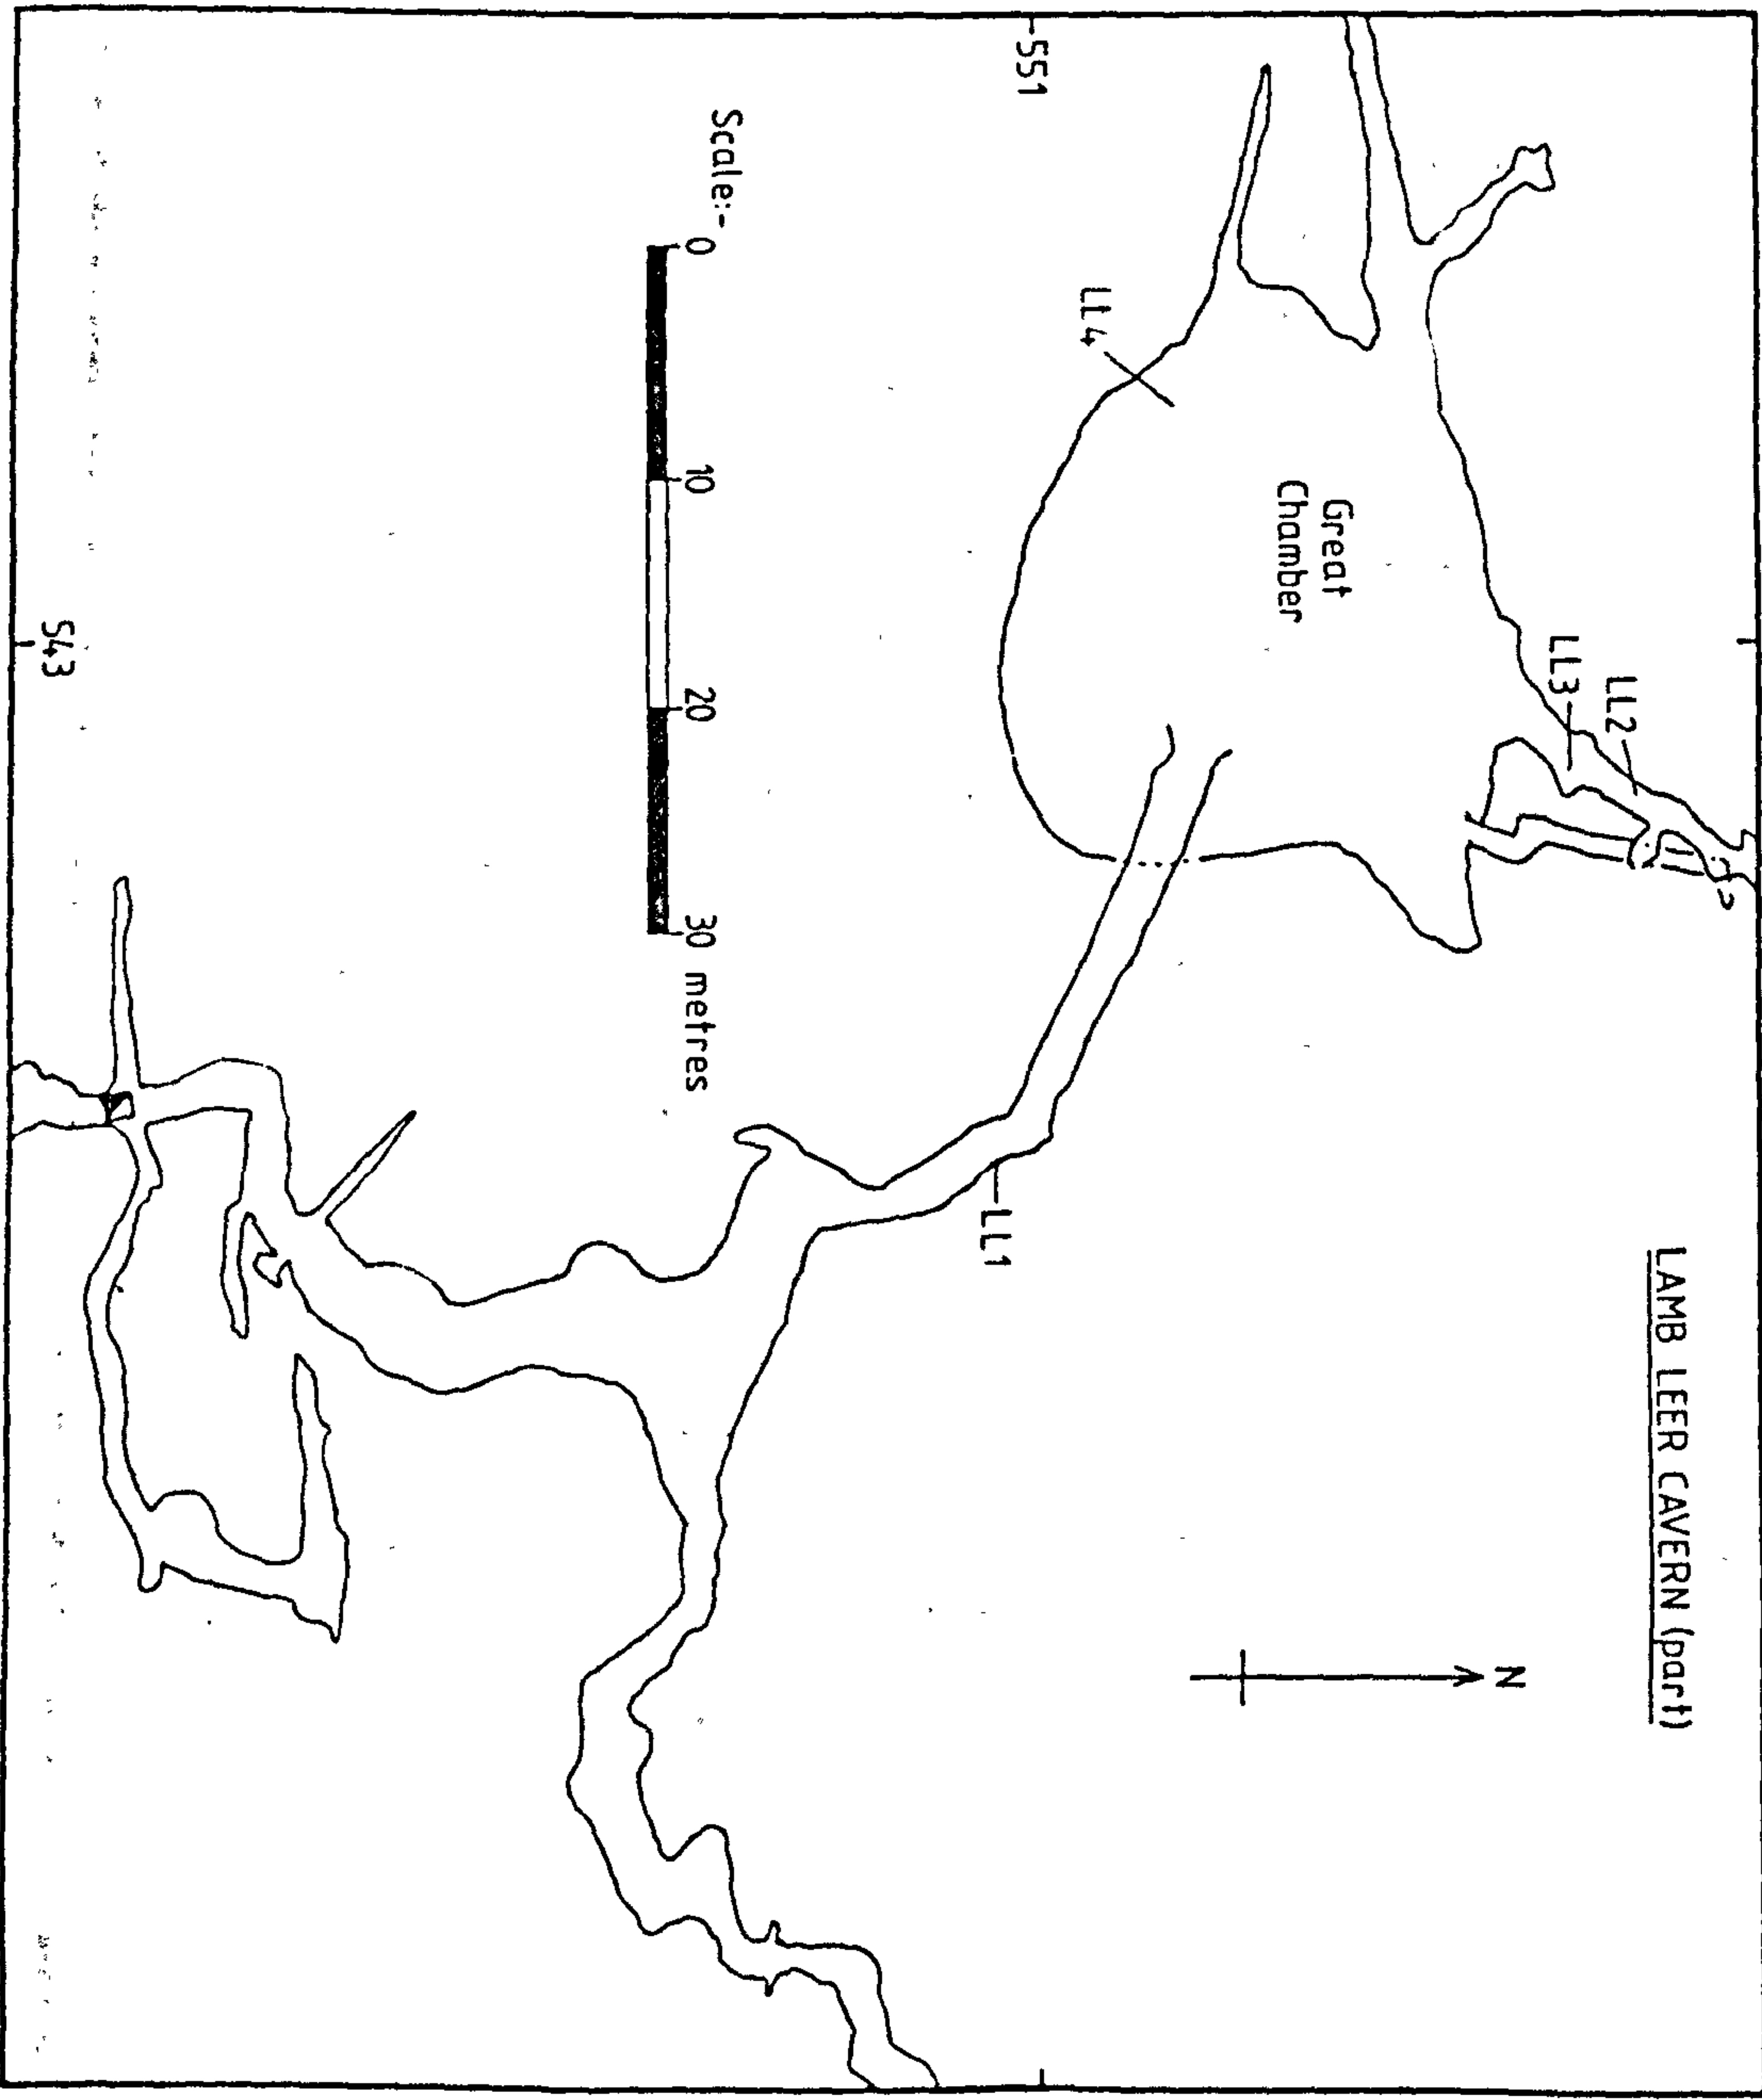 LAMB LEER CAVERN (part)
N
LL2
LL3
Great
Chamber
LL4
LL1
551
543
Scale:-
0 10 20 30 metres